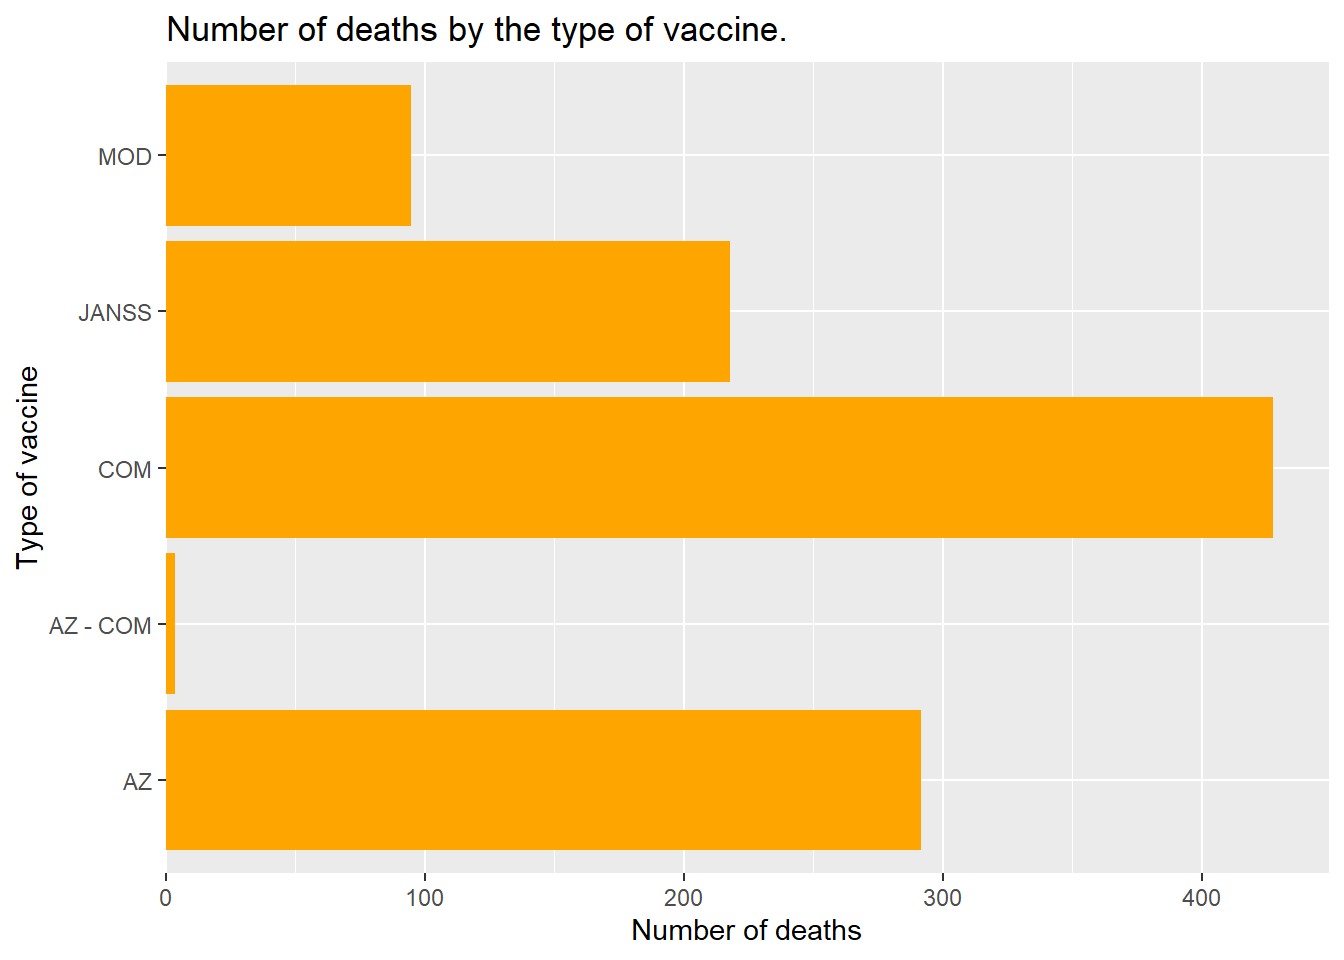 Number of deaths by the type of vaccine.
Type of vaccine
MOD
JANSS
COM
AZ - COM
AZ
0 100 200 300 400
Number of deaths